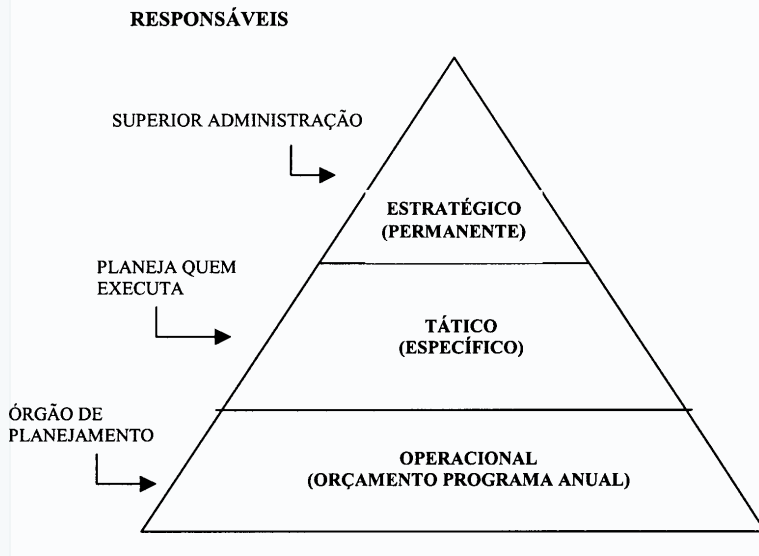 RESPONSÁVEIS
SUPERIOR ADMINISTRAÇÃO
ESTRATÉGICO
(PERMANENTE)
PLANEJA QUEM
EXECUTA
TÁTICO
(ESPECÍFICO)
ÓRGÃO DE
PLANEJAMENTO
OPERACIONAL
(ORÇAMENTO PROGRAMA ANUAL)